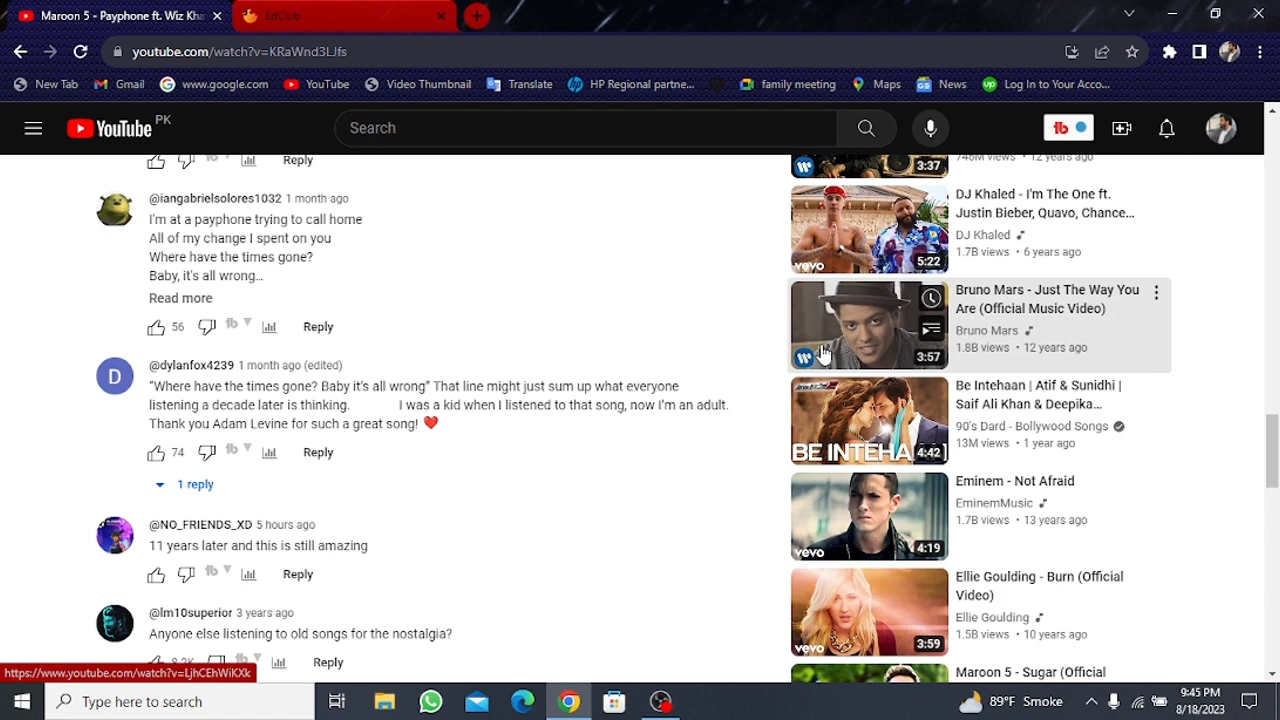 Maroon 5 - Payphone ft. Wiz Kha
EdClub
youtube.com/watch?v=KRaWnd3LJfs
New Tab
Gmail
www.google.com
YouTube
Video Thumbnail
Translate
HP Regional partne...
family meeting
Maps
News
Log In to Your Acco...
YouTube PK
Search
Reply
@iangabrielsolores1032 1 month ago
I'm at a payphone trying to call home
All of my change I spent on you
Where have the times gone?
Baby, it's all wrong…
Read more
56
Reply
D
@dylanfox4239 1 month ago (edited)
“Where have the times gone? Baby it's all wrong” That line might just sum up what everyone
listening a decade later is thinking. I was a kid when I listened to that song, now I'm an adult.
Thank you Adam Levine for such a great song! ❤️
74
Reply
1 reply
@NO_FRIENDS_XD 5 hours ago
11 years later and this is still amazing
Reply
@lm10superior 3 years ago
Anyone else listening to old songs for the nostalgia?
8.2K
Reply
3:37
746M views • 12 years ago
vevo
5:22
DJ Khaled - I'm The One ft.
Justin Bieber, Quavo, Chance...
DJ Khaled
1.7B views • 6 years ago
3:57
Bruno Mars - Just The Way You
Are (Official Music Video)
Bruno Mars
1.8B views • 12 years ago
BE INTEHA
4:42
Be Intehaan | Atif & Sunidhi |
Saif Ali Khan & Deepika...
90's Dard - Bollywood Songs
13M views • 1 year ago
vevo
4:19
Eminem - Not Afraid
EminemMusic
1.7B views • 13 years ago
vevo
3:59
Ellie Goulding - Burn (Official
Video)
Ellie Goulding
1.5B views • 10 years ago
Maroon 5 - Sugar (Official
https://www.youtube.com/watch?v=LjhCEhWiKXk
Type here to search
89°F Smoke
9:45 PM
8/18/2023